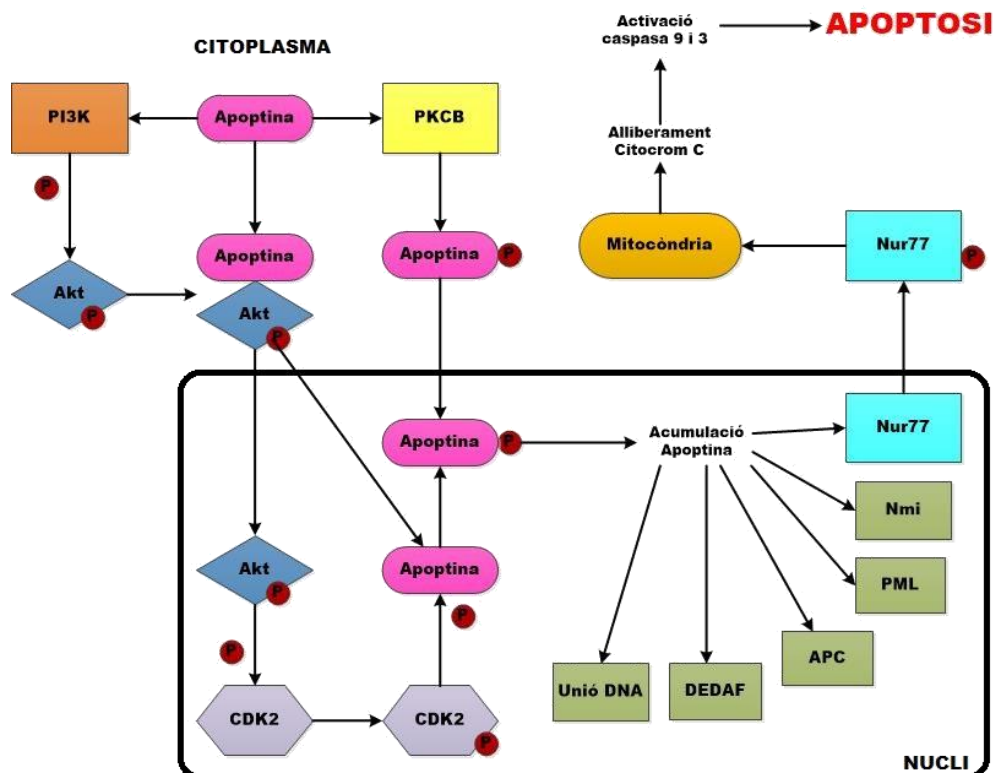 Activació
caspasa 9 i 3
APOPTOSI
CITOPLASMA
PI3K
Apoptina
PKCB
Alliberament
Citocrom C
P
Apoptina
Apoptina
P
Mitocòndria
Nur77
P
Akt
P
Akt
P
Apoptina
P
Acumulació
Apoptina
Nur77
Nmi
Akt
P
Apoptina
PML
P
P
APC
Unió DNA
DEDAF
CDK2
CDK2
P
NUCLI